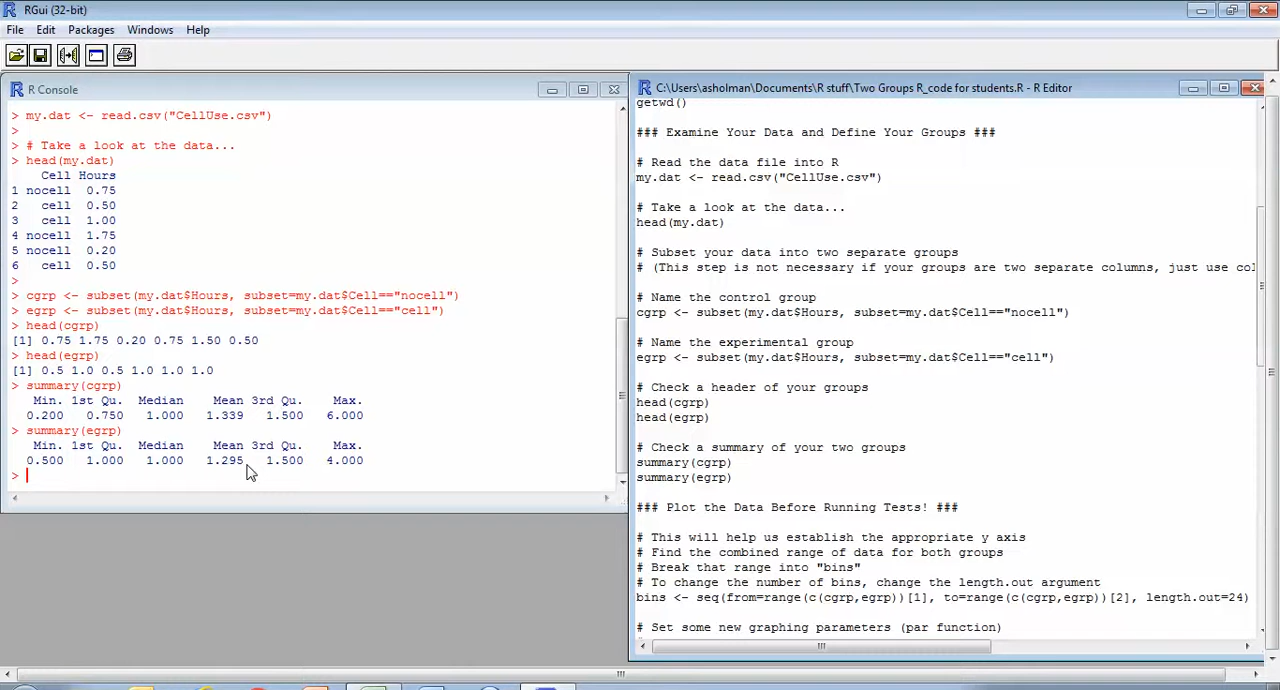 RGui (32-bit)
File Edit Packages Windows Help
R Console
> my.dat <- read.csv("CellUse.csv")
>
> # Take a look at the data...
> head(my.dat)
Cell Hours
1 nocell 0.75
2 cell 0.50
3 cell 1.00
4 nocell 1.75
5 nocell 0.20
6 cell 0.50
>
> cgrp <- subset(my.dat$Hours, subset=my.dat$Cell=="nocell")
> egrp <- subset(my.dat$Hours, subset=my.dat$Cell=="cell")
> head(cgrp)
[1] 0.75 1.75 0.20 0.75 1.50 0.50
> head(egrp)
[1] 0.5 1.0 0.5 1.0 1.0 1.0
> summary(cgrp)
Min. 1st Qu. Median Mean 3rd Qu. Max.
0.200 0.750 1.000 1.339 1.500 6.000
> summary(egrp)
Min. 1st Qu. Median Mean 3rd Qu. Max.
0.500 1.000 1.000 1.295 1.500 4.000
>
C:\Users\asholman\Documents\R stuff\Two Groups R_code for students.R - R Editor
getwd()
### Examine Your Data and Define Your Groups ###
# Read the data file into R
my.dat <- read.csv("CellUse.csv")
# Take a look at the data...
head(my.dat)
# Subset your data into two separate groups
# (This step is not necessary if your groups are two separate columns, just use col
# Name the control group
cgrp <- subset(my.dat$Hours, subset=my.dat$Cell=="nocell")
# Name the experimental group
egrp <- subset(my.dat$Hours, subset=my.dat$Cell=="cell")
# Check a header of your groups
head(cgrp)
head(egrp)
# Check a summary of your two groups
summary(cgrp)
summary(egrp)
### Plot the Data Before Running Tests! ###
# This will help us establish the appropriate y axis
# Find the combined range of data for both groups
# Break that range into "bins"
# To change the number of bins, change the length.out argument
bins <- seq(from=range(c(cgrp,egrp))[1], to=range(c(cgrp,egrp))[2], length.out=24)
# Set some new graphing parameters (par function)